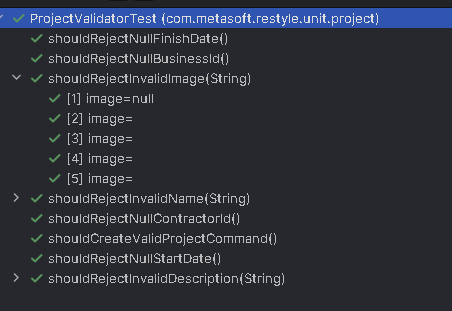 ProjectValidatorTest (com.metasoft.restyle.unit.project)
shouldRejectNullFinishDate()
shouldRejectNullBusinessId()
shouldRejectInvalidImage(String)
[1] image=null
[2] image=
[3] image=
[4] image=
[5] image=
shouldRejectInvalidName(String)
shouldRejectNullContractorId()
shouldCreateValidProjectCommand()
shouldRejectNullStartDate()
shouldRejectInvalidDescription(String)